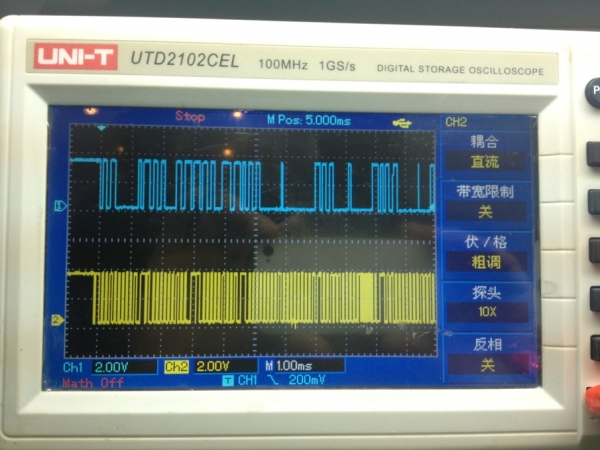 UNI-T UTD2102CEL 100MHz 1GS/s DIGITAL STORAGE OSCILLOSCOPE
Stop M Pos: 5.000ms CH2
耦合
直流
带宽限制
关
伏/格
粗调
探头
10X
反相
关
Ch1 2.00V Ch2 2.00V M 1.00ms
Math Off T CH1 200mV